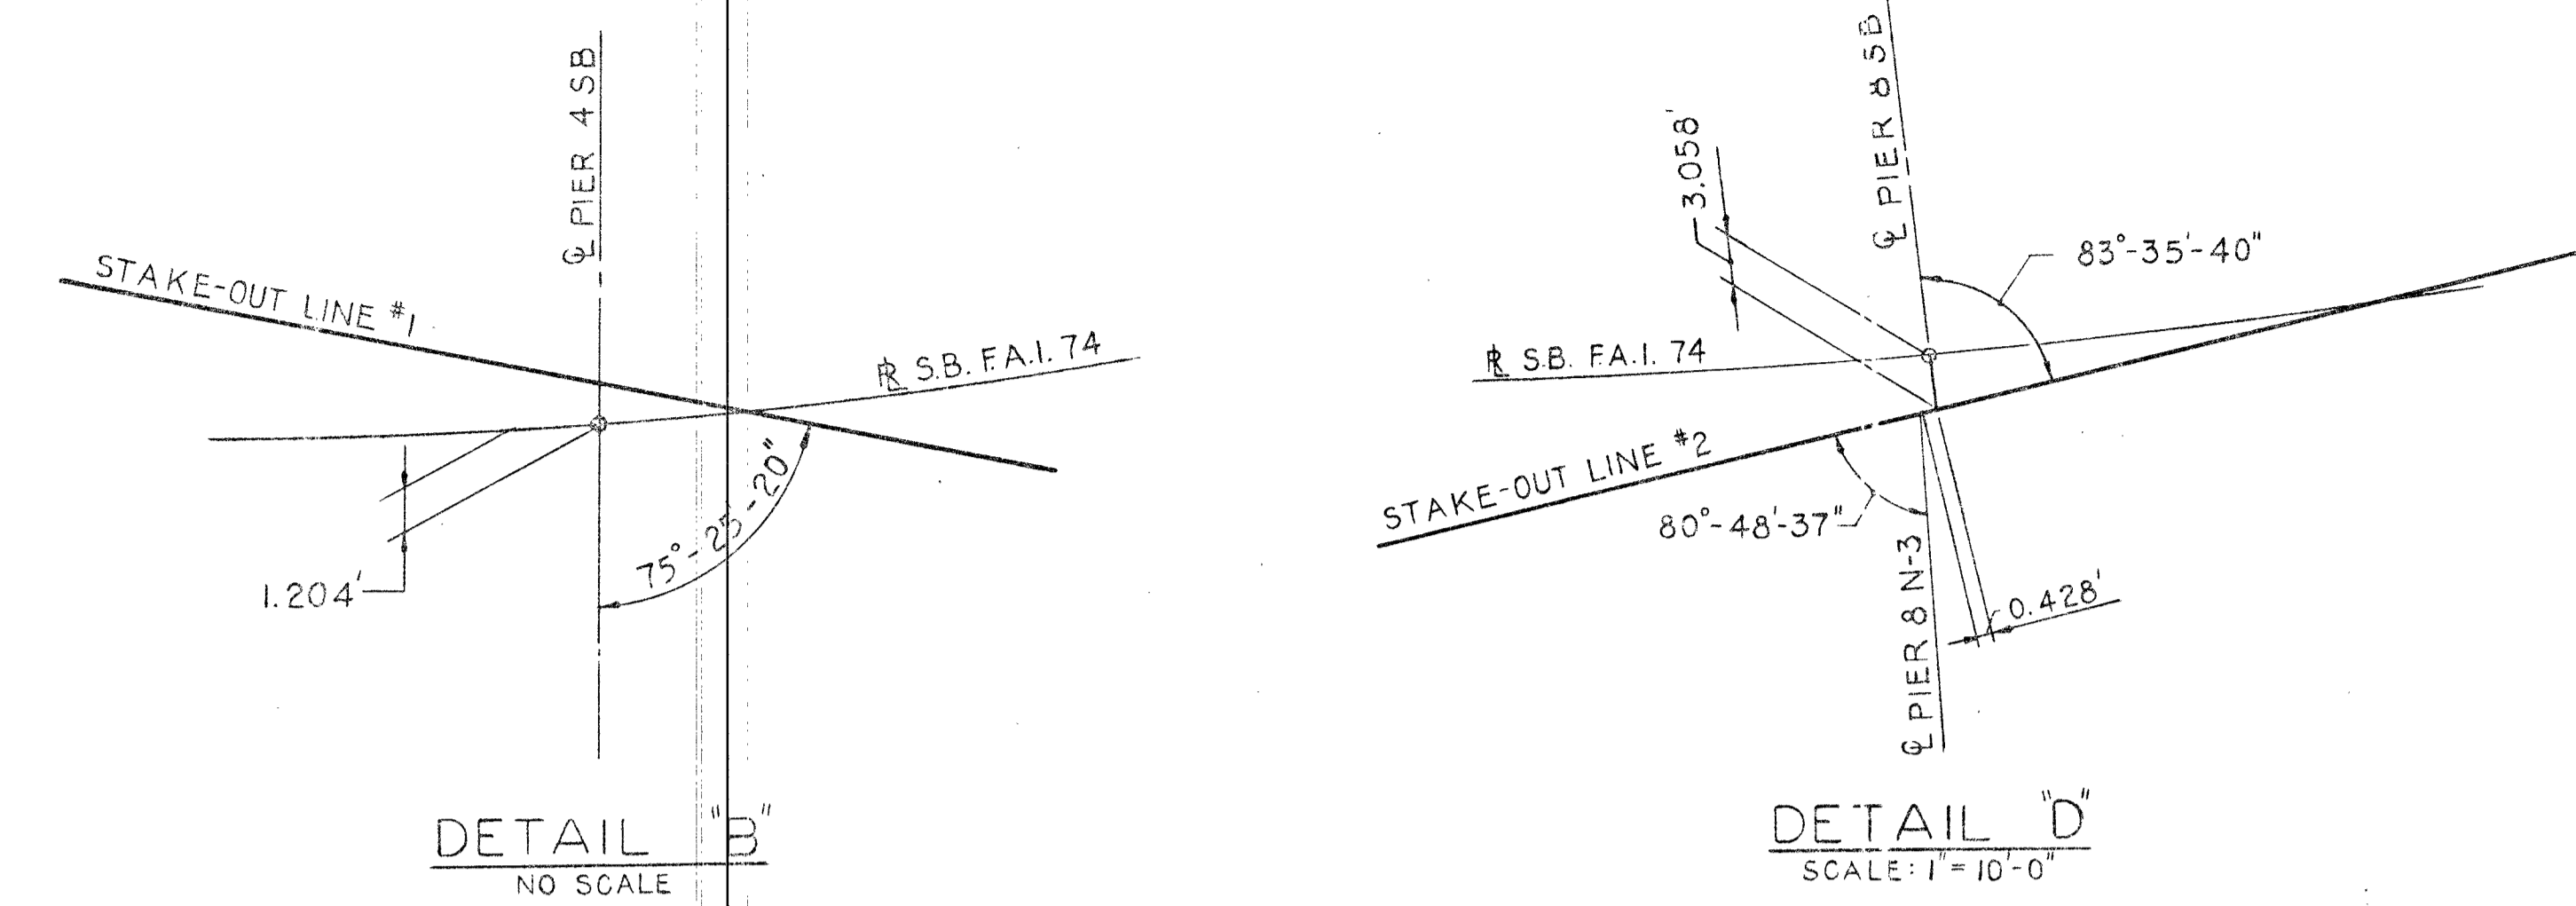 STAKE-OUT LINE #1
℄ PIER 4 SB
℞ S.B. F.A.I. 74
1.204'
75°-25'-20"
DETAIL "B"
NO SCALE
℄ PIER 8 SB
3.058'
83°-35'-40"
℞ S.B. F.A.I. 74
STAKE-OUT LINE #2
80°-48'-37"
℄ PIER 8 N-3
0.428'
DETAIL "D"
SCALE: 1" = 10'-0"